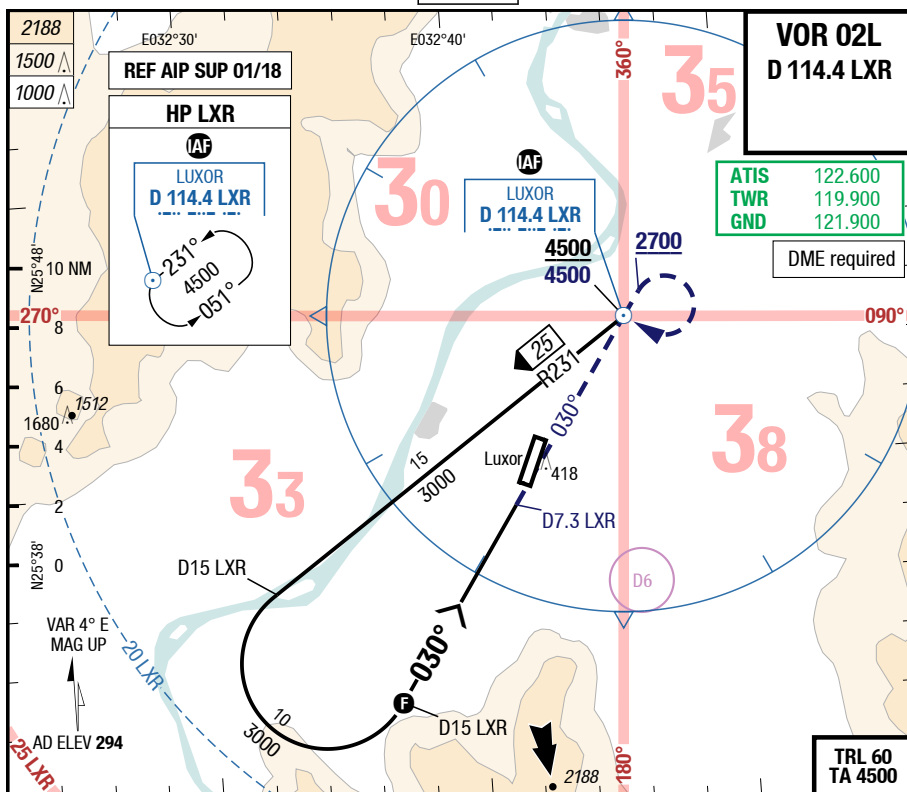 2188
1500
1000
E032°30'
E032°40'
REF AIP SUP 01/18
HP LXR
IAF
LUXOR
D 114.4 LXR
231°
4500
051°
IAF
LUXOR
D 114.4 LXR
4500
4500
2700
360°
35
30
VOR 02L
D 114.4 LXR
ATIS 122.600
TWR 119.900
GND 121.900
DME required
N25°48'
10 NM
270°
090°
8
6
4
2
0
1512
1680
25
R231
030°
15
3000
33
38
Luxor
418
D7.3 LXR
N25°38'
D15 LXR
D6
VAR 4° E
MAG UP
20 LXR
030°
F
D15 LXR
10
3000
AD ELEV 294
25 LXR
2188
180°
TRL 60
TA 4500